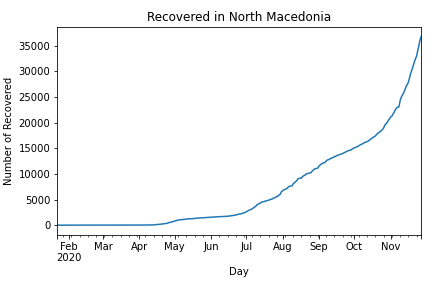 Recovered in North Macedonia
Number of Recovered
35000
30000
25000
20000
15000
10000
5000
0
Feb Mar Apr May Jun Jul Aug Sep Oct Nov
2020
Day